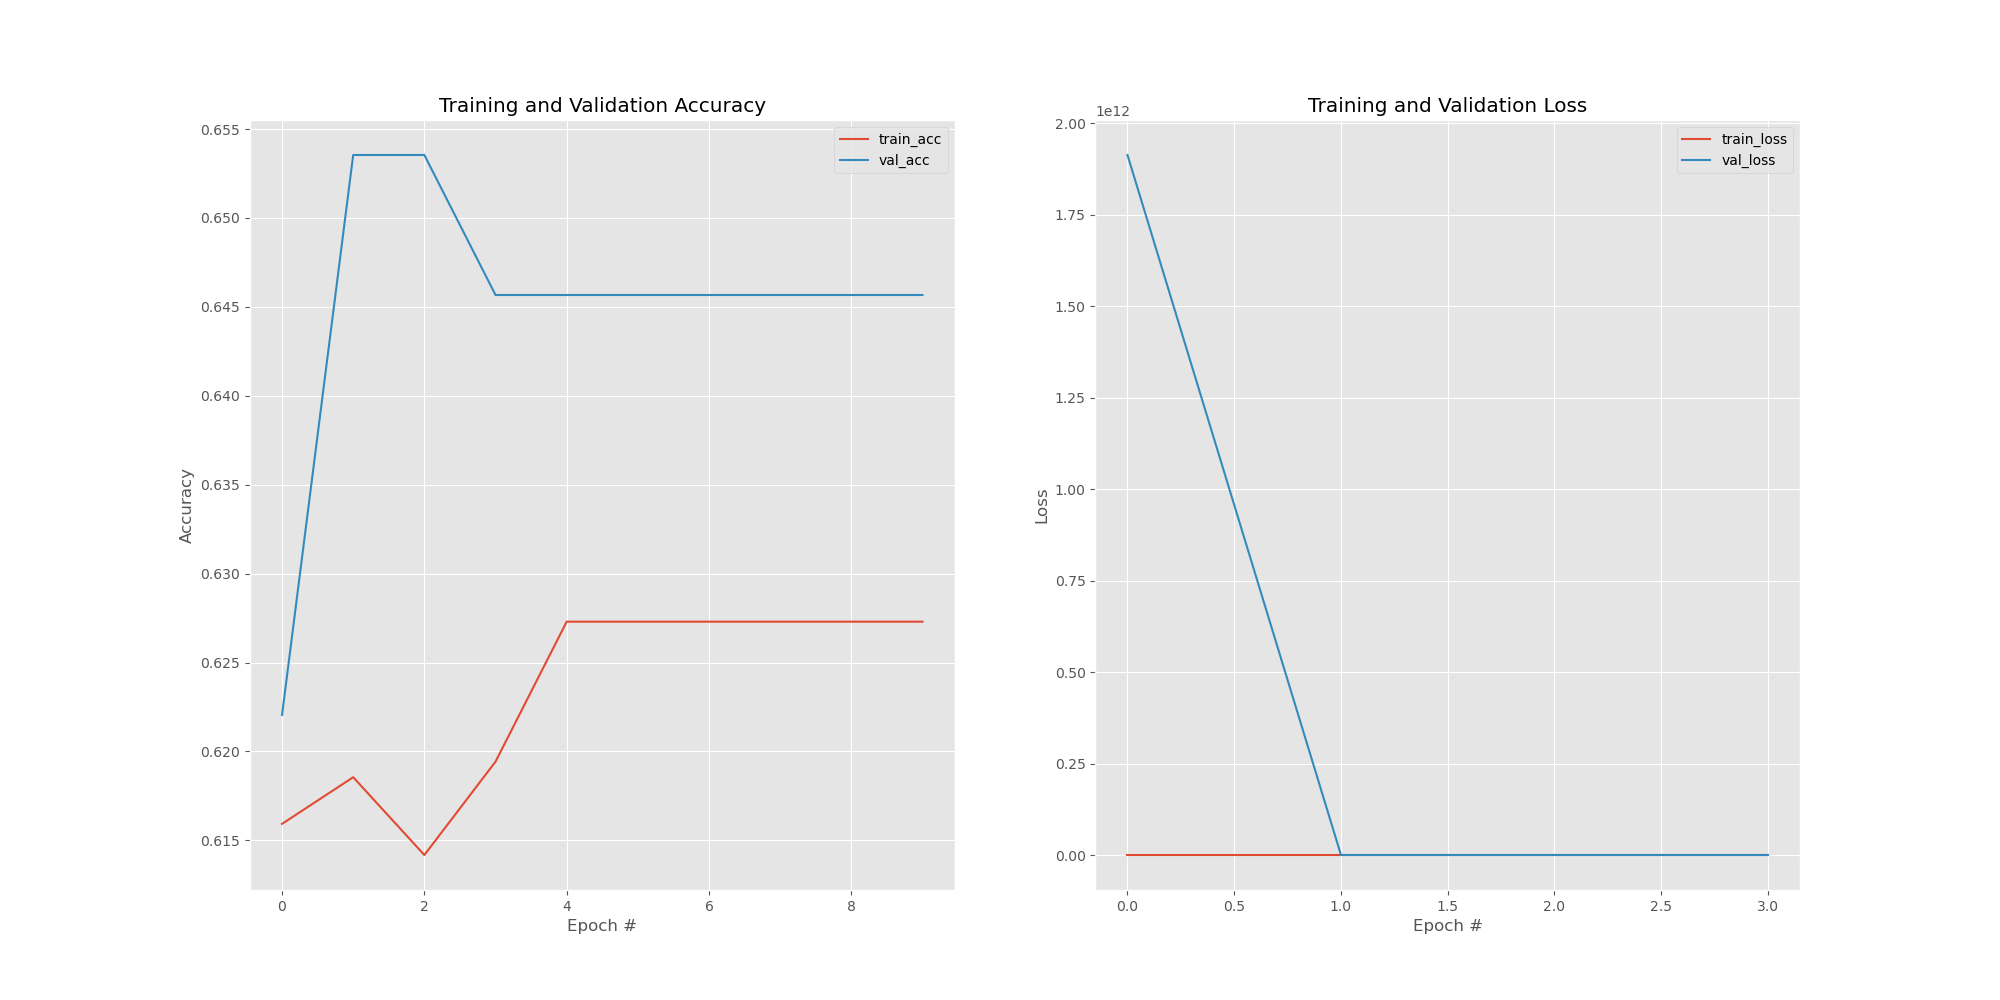 Training and Validation Accuracy
train_acc
val_acc
0.655
0.650
0.645
0.640
0.635
0.630
0.625
0.620
0.615
Accuracy
0 2 4 6 8
Epoch #
Training and Validation Loss
1e12
train_loss
val_loss
2.00
1.75
1.50
1.25
1.00
0.75
0.50
0.25
0.00
Loss
0.0 0.5 1.0 1.5 2.0 2.5 3.0
Epoch #